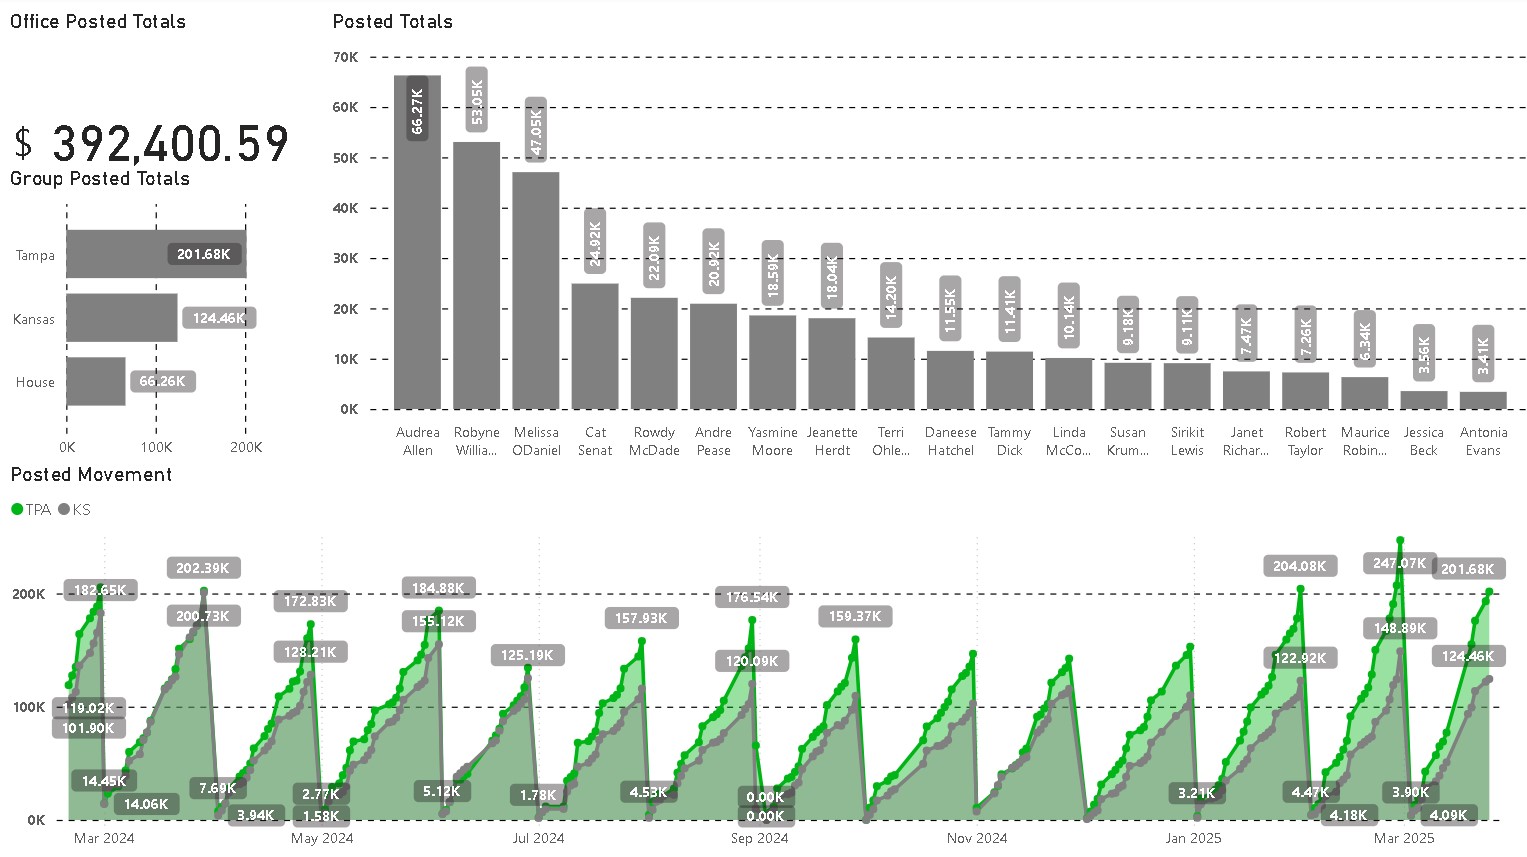 Office Posted Totals
$ 392,400.59
Group Posted Totals
Tampa 201.68K
Kansas 124.46K
House 66.26K
0K 100K 200K
Posted Totals
70K
60K
50K
40K
30K
20K
10K
0K
66.27K 53.05K 47.05K 24.92K 22.09K 20.92K 18.59K 18.04K 14.20K 11.55K 11.41K 10.14K 9.18K 9.11K 7.47K 7.26K 6.34K 3.56K 3.41K
Audrea Robyne Melissa Cat Rowdy Andre Yasmine Jeanette Terri Daneese Tammy Linda Susan Sirikit Janet Robert Maurice Jessica Antonia
Allen Willia... ODaniel Senat McDade Pease Moore Herdt Ohle... Hatchel Dick McCo... Krum... Lewis Richar... Taylor Robin... Beck Evans
Posted Movement
TPA KS
200K
100K
0K
182.65K 202.39K 172.83K 184.88K 157.93K 176.54K 159.37K 204.08K 247.07K 201.68K
200.73K 128.21K 155.12K 125.19K 120.09K 122.92K 148.89K 124.46K
119.02K
101.90K
14.45K 7.69K 2.77K 5.12K 1.78K 4.53K 0.00K 3.21K 4.47K 3.90K
14.06K 3.94K 1.58K 0.00K 4.18K 4.09K
Mar 2024 May 2024 Jul 2024 Sep 2024 Nov 2024 Jan 2025 Mar 2025